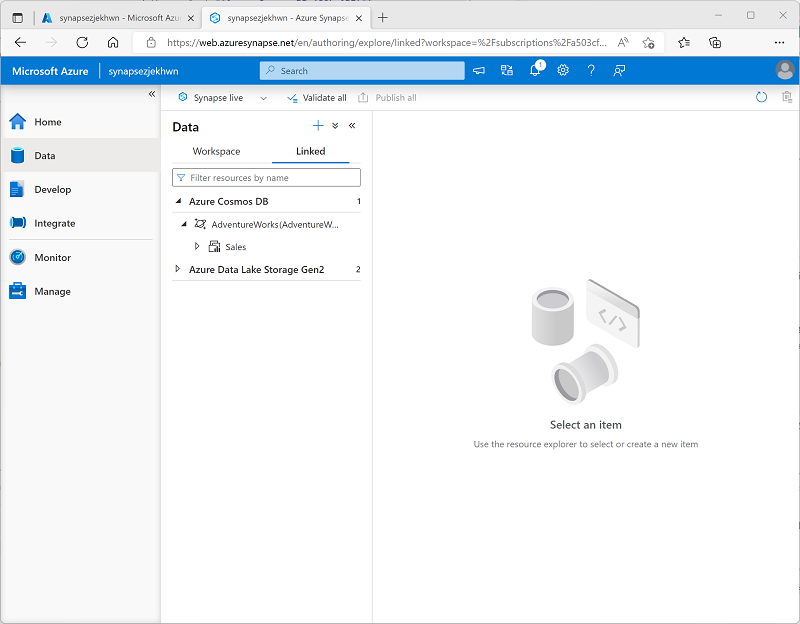 synapsezjekhwn - Microsoft Azu
synapsezjekhwn - Azure Synapse
https://web.azuresynapse.net/en/authoring/explore/linked?workspace=%2Fsubscriptions%2Fa503cf...
Microsoft Azure
synapsezjekhwn
Search
1
Synapse live
Validate all
Publish all
Home
Data
Develop
Integrate
Monitor
Manage
Data
Workspace
Linked
Filter resources by name
Azure Cosmos DB 1
AdventureWorks(AdventureW...
Sales
Azure Data Lake Storage Gen2 2
Select an item
Use the resource explorer to select or create a new item